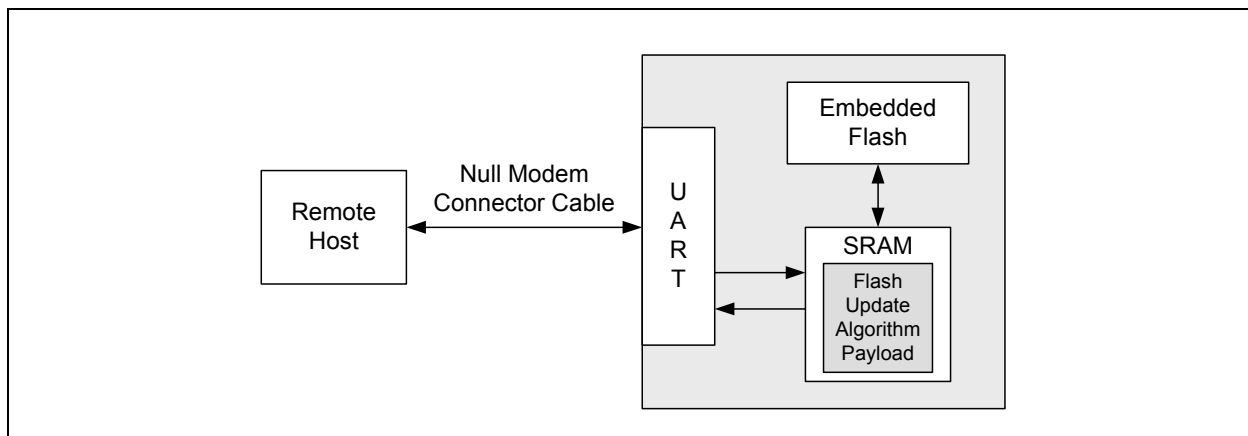 Remote
Host
Null Modem
Connector Cable
U
A
R
T
Embedded
Flash
SRAM
Flash
Update
Algorithm
Payload